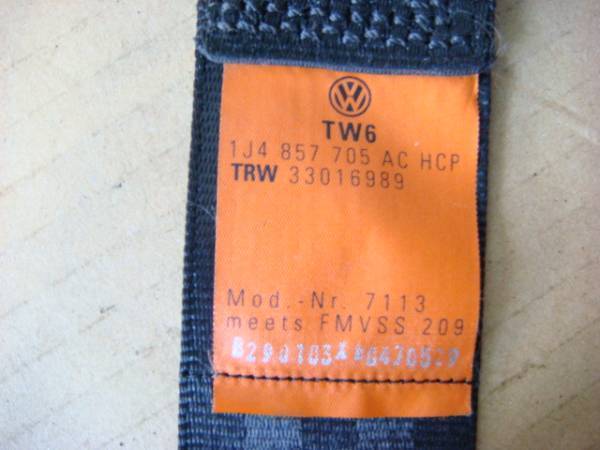 TW6
1J4 857 705 AC HCP
TRW 33016989
Mod.-Nr. 7113
meets FMVSS 209